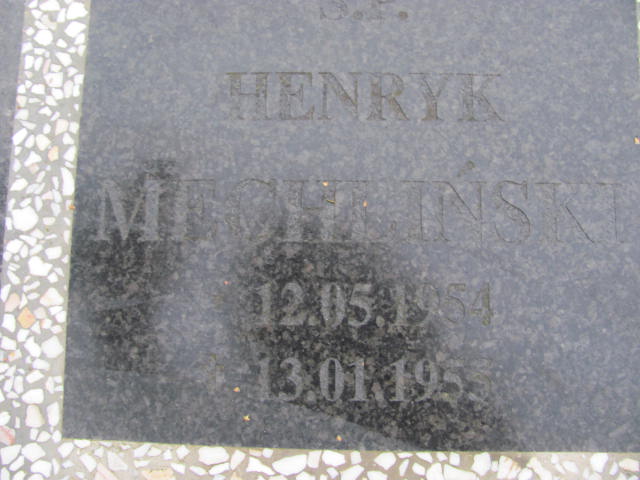 Ś.P.
HENRYK
MECHLIŃSKI
* 12.05.1954
† 13.01.1955